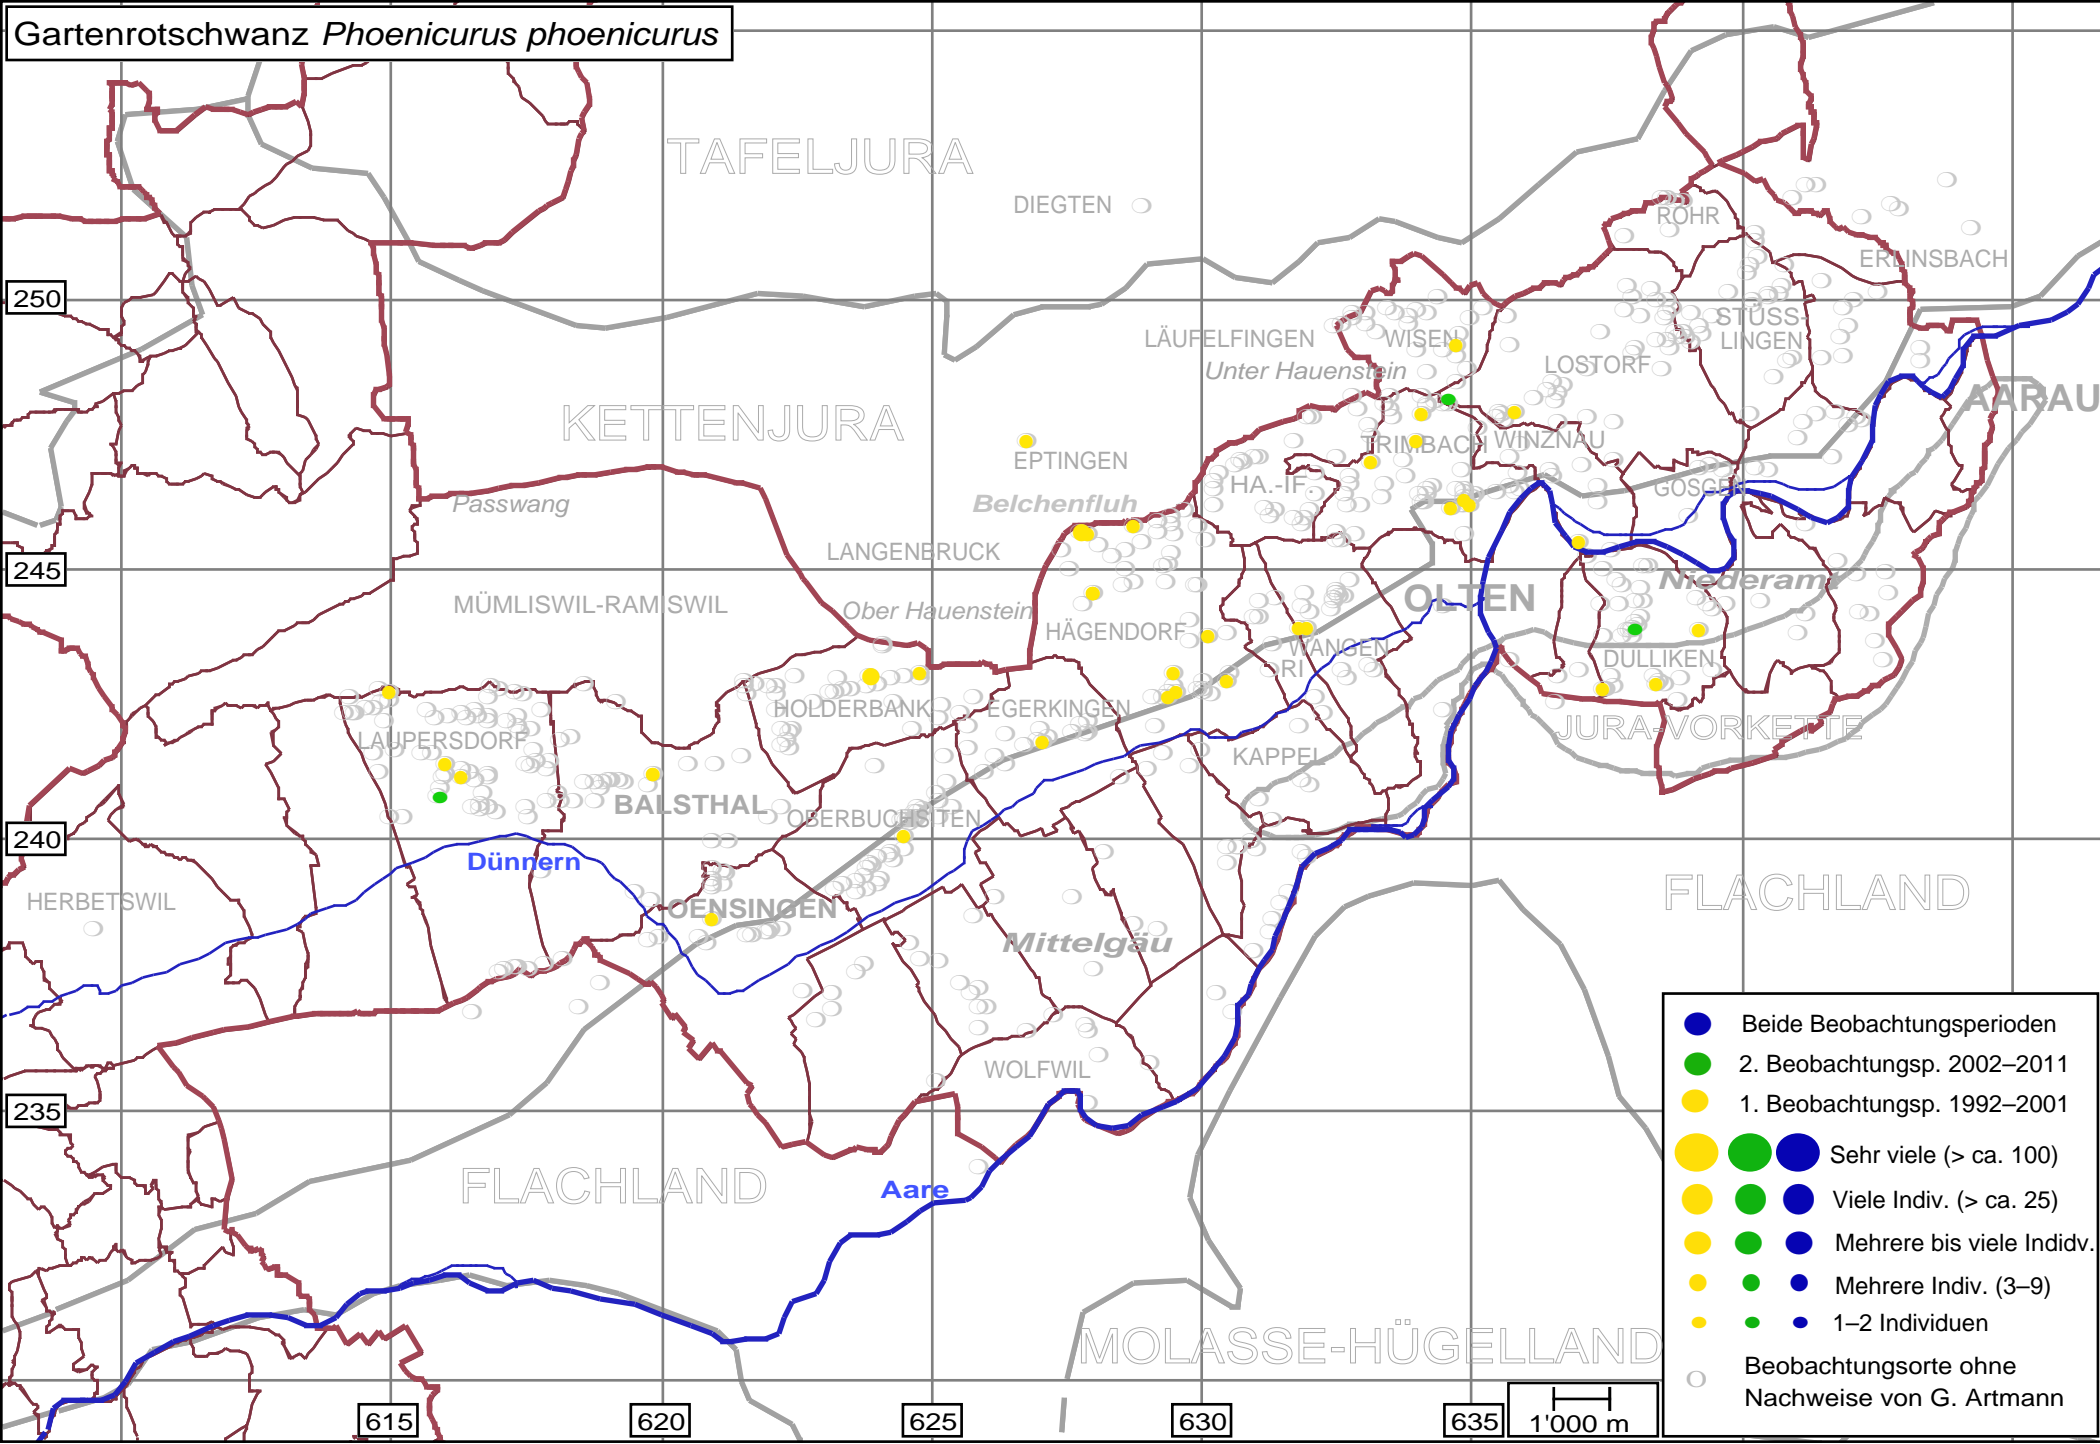 Gartenrotschwanz Phoenicurus phoenicurus
TAFELJURA
DIEGTEN
ROHR
ERLINSBACH
250
STÜSS-
LINGEN
LÄUFELFINGEN
WISEN
LOSTORF
Unter Hauenstein
AARAU
KETTENJURA
TRIMBACH
WINZNAU
EPTINGEN
HA.-IF.
GÖSGEN
Passwang
Belchenfluh
LANGENBRUCK
245
Niederamt
MÜMLISWIL-RAMISWIL
Ober Hauenstein
OLTEN
HÄGENDORF
WANGEN
RI
DULLIKEN
HOLDERBANK
EGERKINGEN
JURA-VORKETTE
LAUPERSDORF
KAPPEL
BALSTHAL
OBERBUCHSITEN
240
Dünnern
HERBETSWIL
OENSINGEN
FLACHLAND
Mittelgäu
WOLFWIL
235
FLACHLAND
Aare
MOLASSE-HÜGELLAND
615
620
625
630
635
1'000 m
Beide Beobachtungsperioden
2. Beobachtungsp. 2002–2011
1. Beobachtungsp. 1992–2001
Sehr viele (> ca. 100)
Viele Indiv. (> ca. 25)
Mehrere bis viele Indidv.
Mehrere Indiv. (3–9)
1–2 Individuen
Beobachtungsorte ohne
Nachweise von G. Artmann